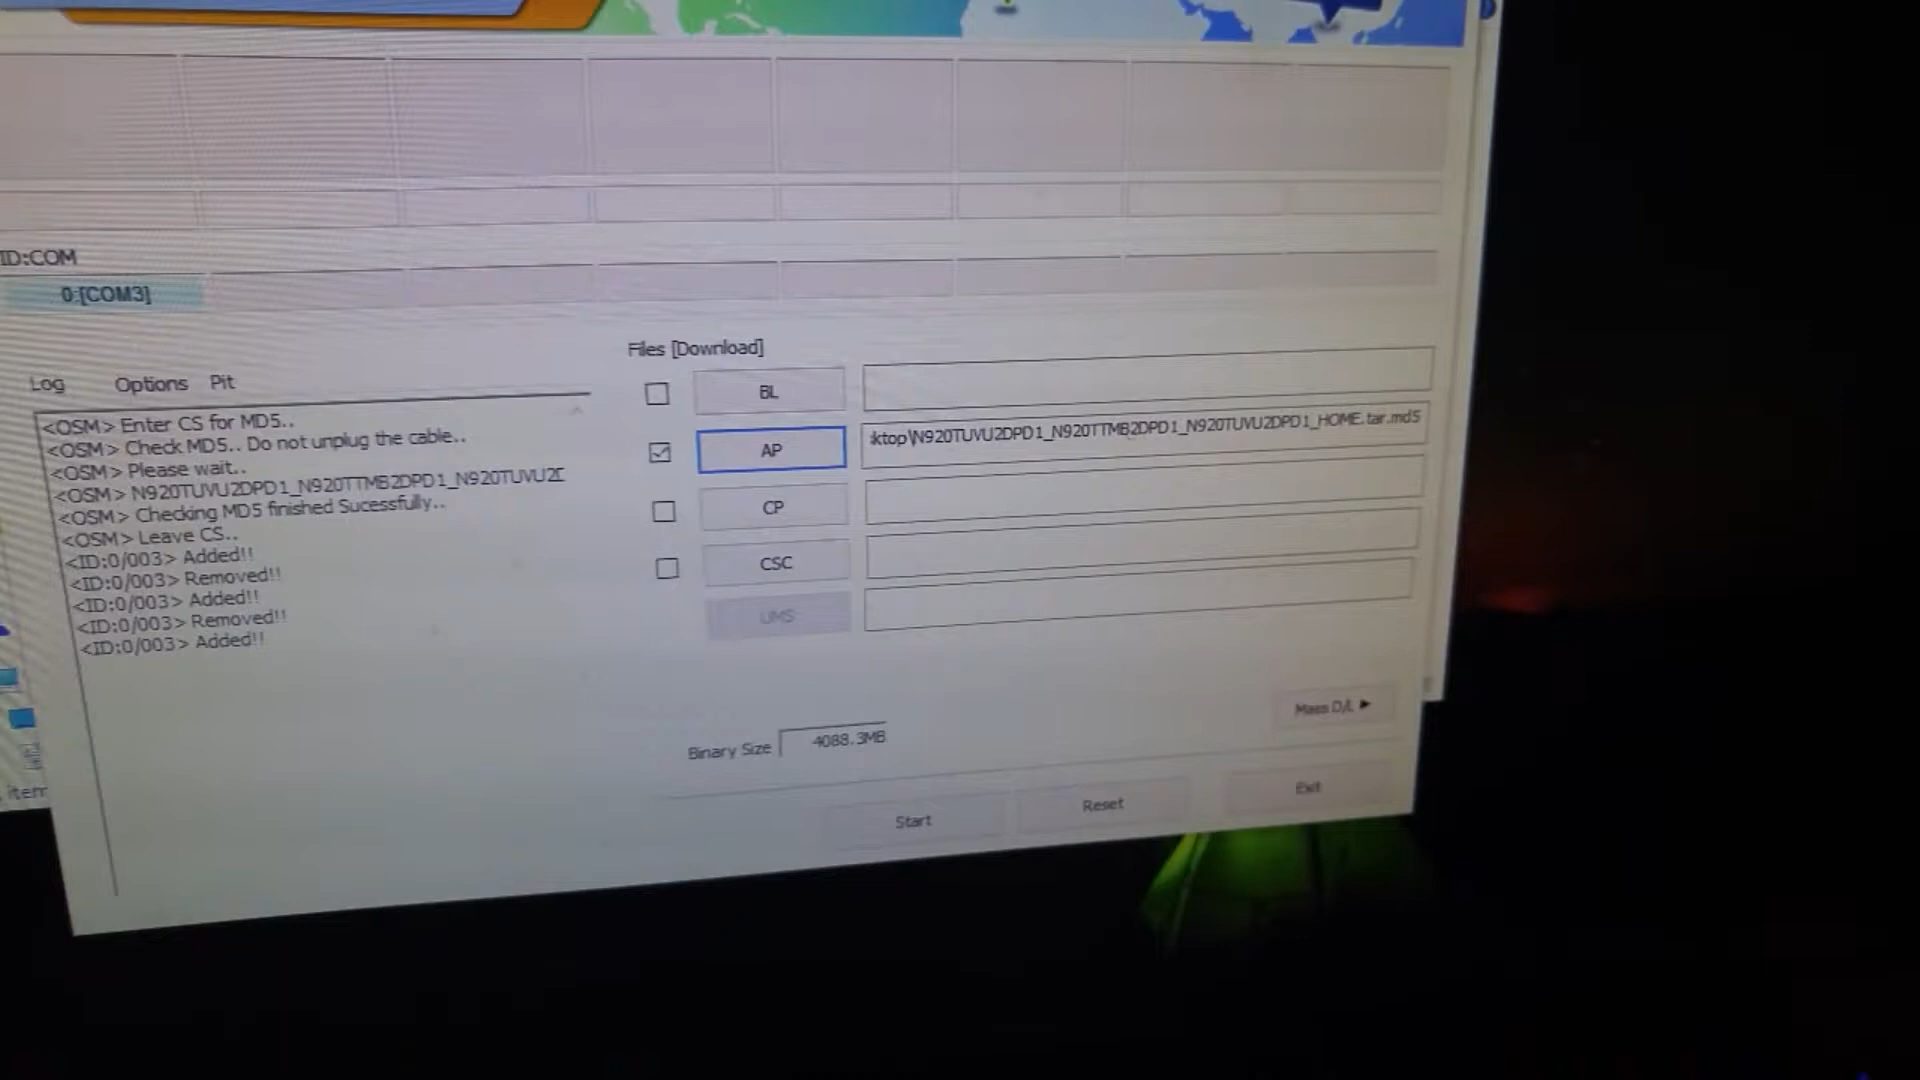 ID:COM
0:[COM3]
Log Options Pit
<OSM> Enter CS for MD5..
<OSM> Check MD5.. Do not unplug the cable..
<OSM> Please wait..
<OSM> N920TUVU2DPD1_N920TTMB2DPD1_N920TUVU2D
<OSM> Checking MD5 finished Sucessfully..
<OSM> Leave CS..
<ID:0/003> Added!!
<ID:0/003> Removed!!
<ID:0/003> Added!!
<ID:0/003> Removed!!
<ID:0/003> Added!!
Files [Download]
BL
AP ktop\N920TUVU2DPD1_N920TTMB2DPD1_N920TUVU2DPD1_HOME.tar.md5
CP
CSC
UMS
Mass D/L
Binary Size 4088.3MB
Start Reset Exit
item